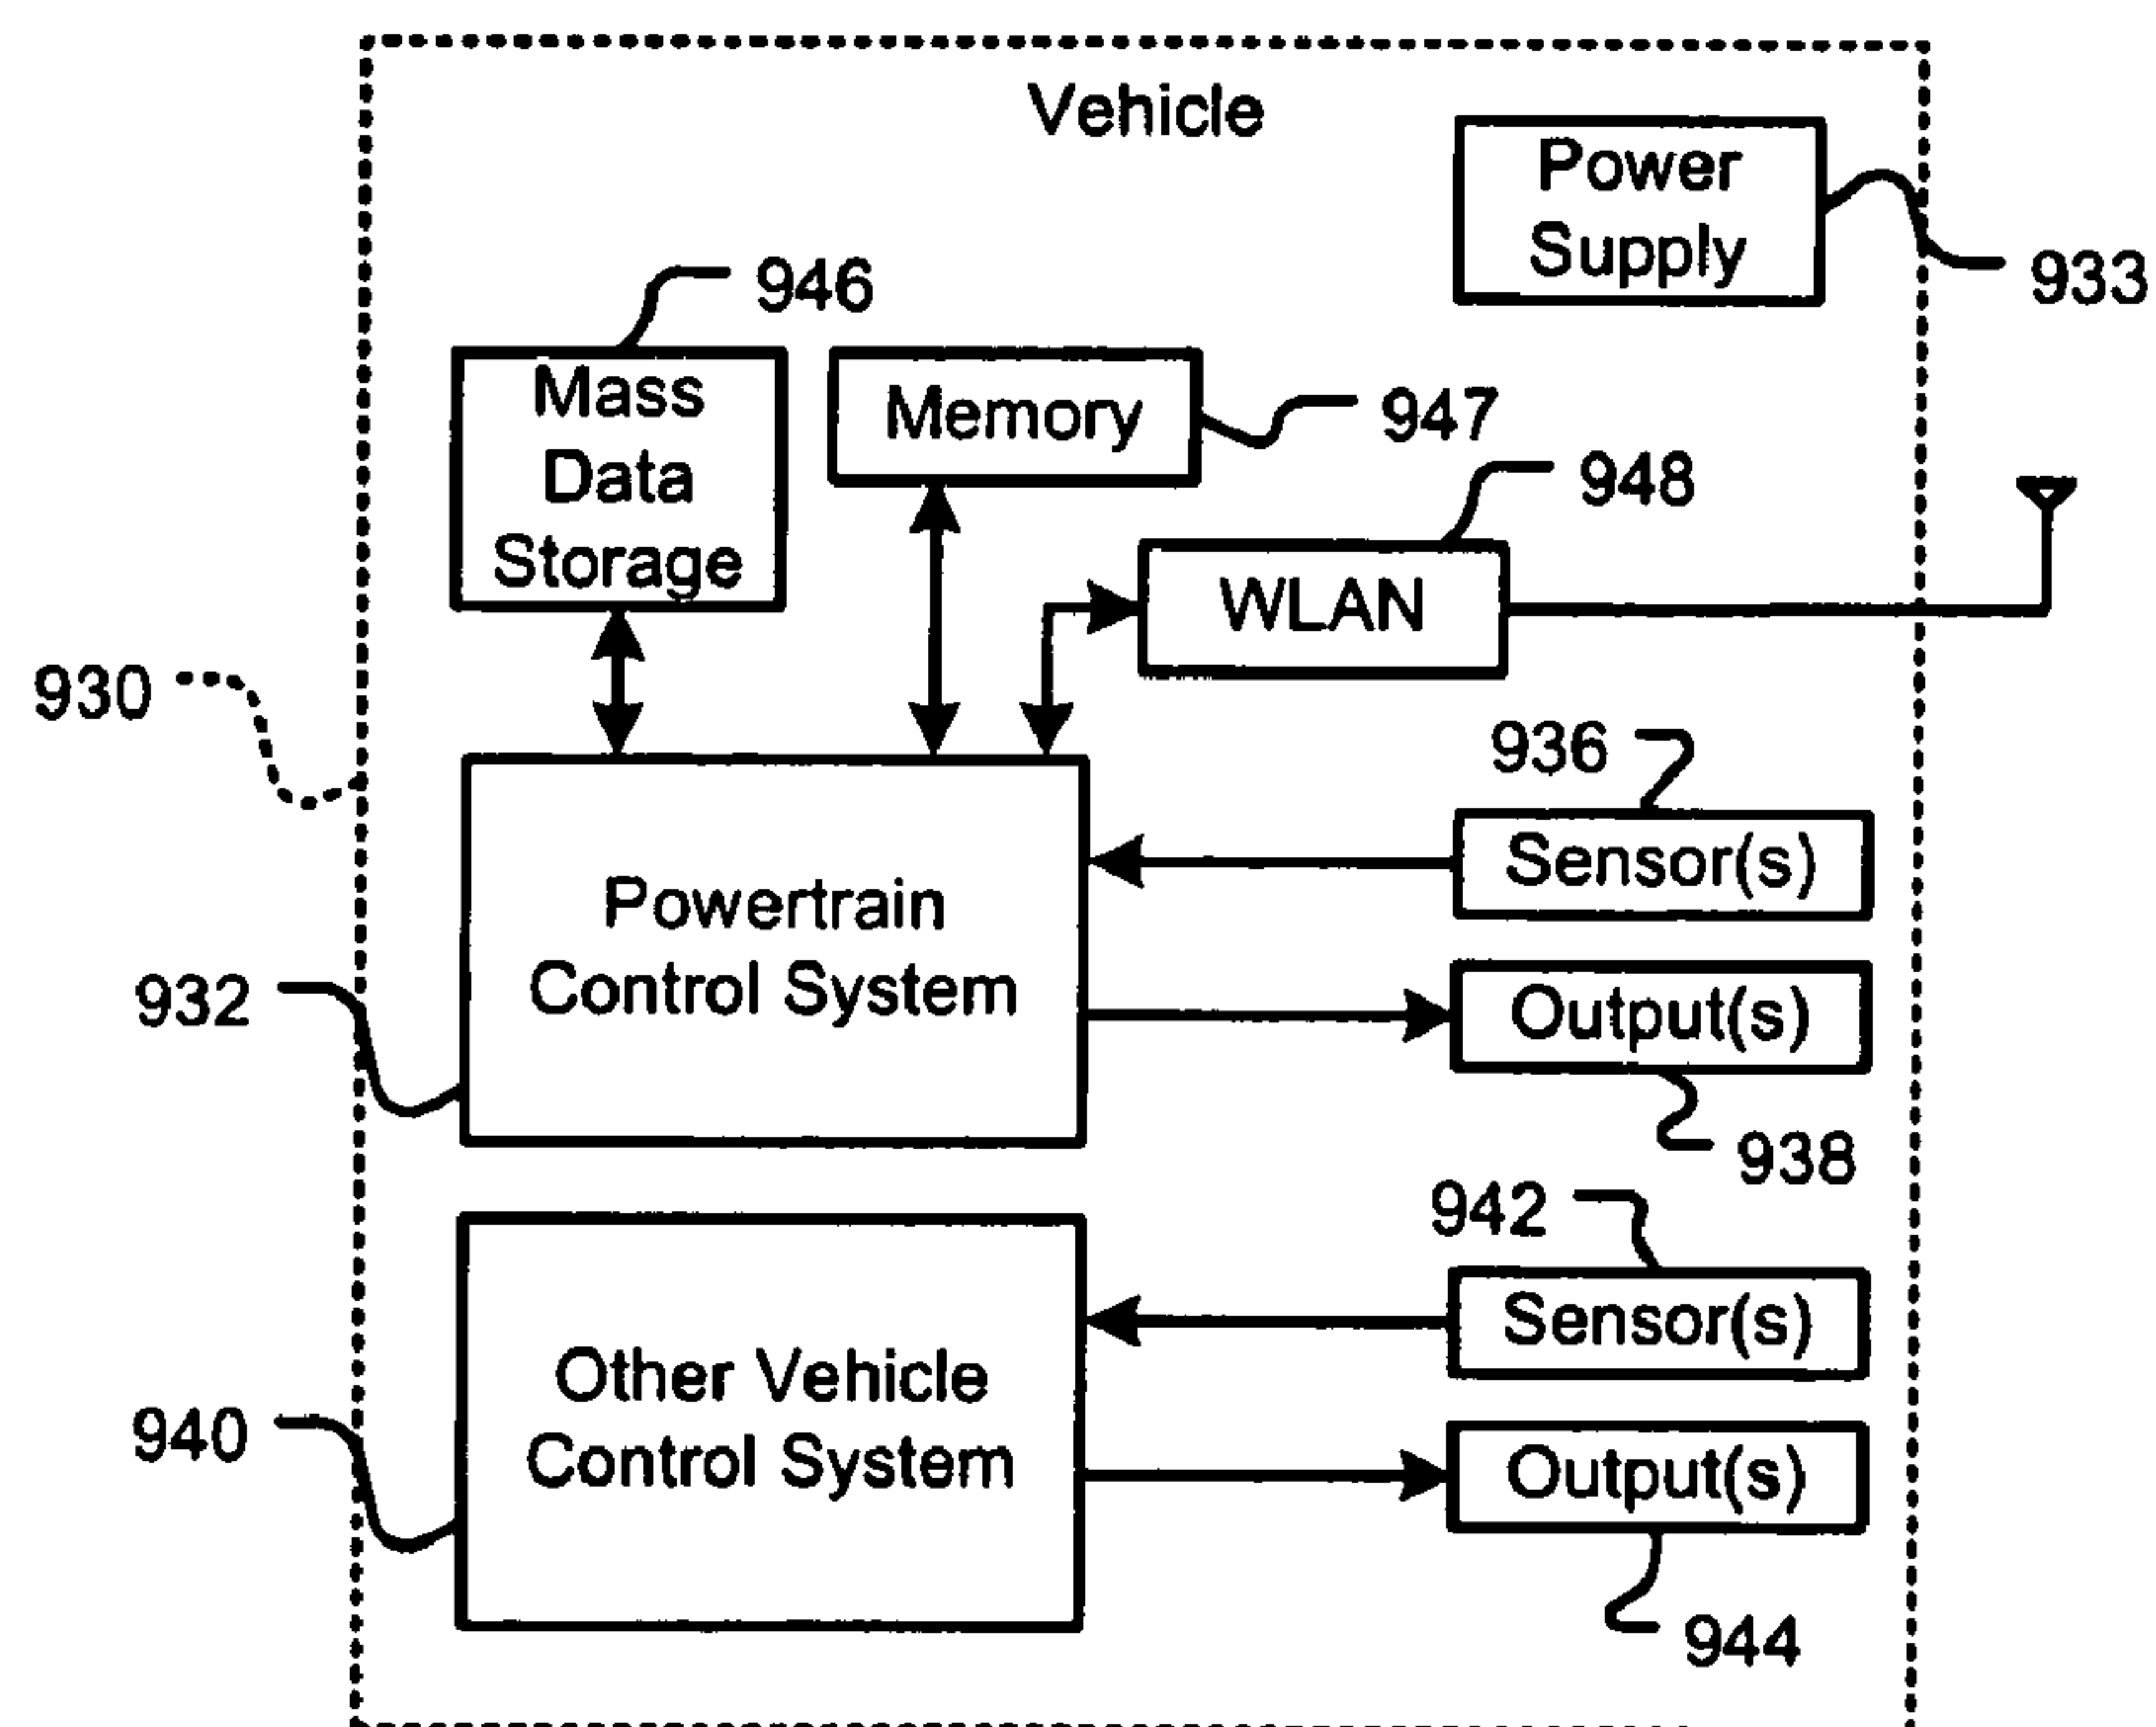 Vehicle
Power
Supply
933
946
Mass
Data
Storage
Memory
947
948
WLAN
930
936
Sensor(s)
Powertrain
Control System
932
Output(s)
938
942
Sensor(s)
Other Vehicle
Control System
940
Output(s)
944